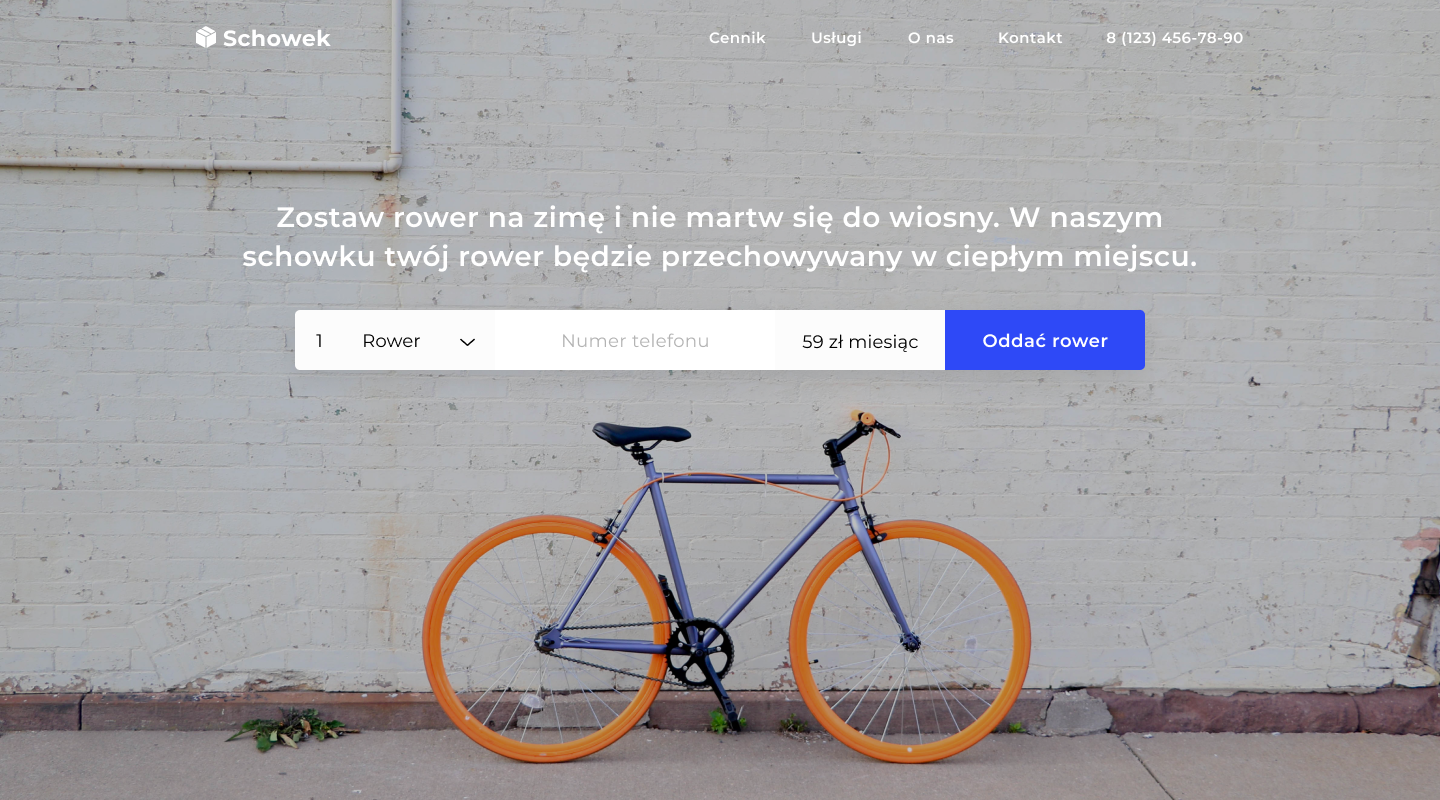 Schowek
Cennik
Usługi
O nas
Kontakt
8 (123) 456-78-90
Zostaw rower na zimę i nie martw się do wiosny. W naszym
schowku twój rower będzie przechowywany w ciepłym miejscu.
1 Rower
Numer telefonu
59 zł miesiąc
Oddać rower